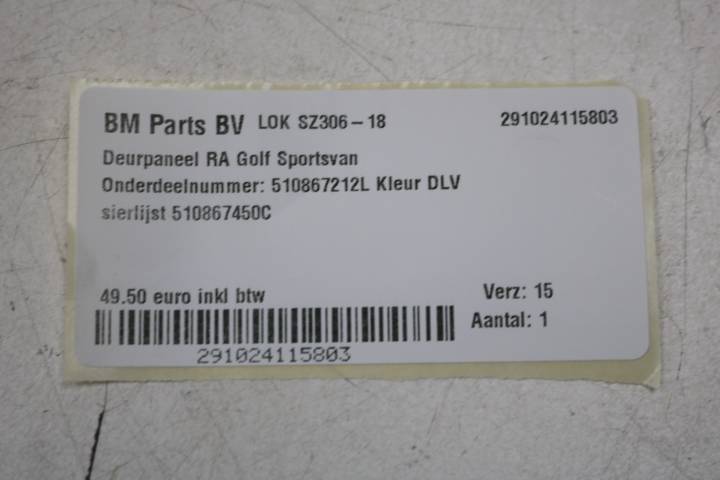 BM Parts BV LOK SZ306-18 291024115803
Deurpaneel RA Golf Sportsvan
Onderdeelnummer: 510867212L Kleur DLV
sierlijst 510867450C
49.50 euro inkl btw Verz: 15
Aantal: 1
291024115803